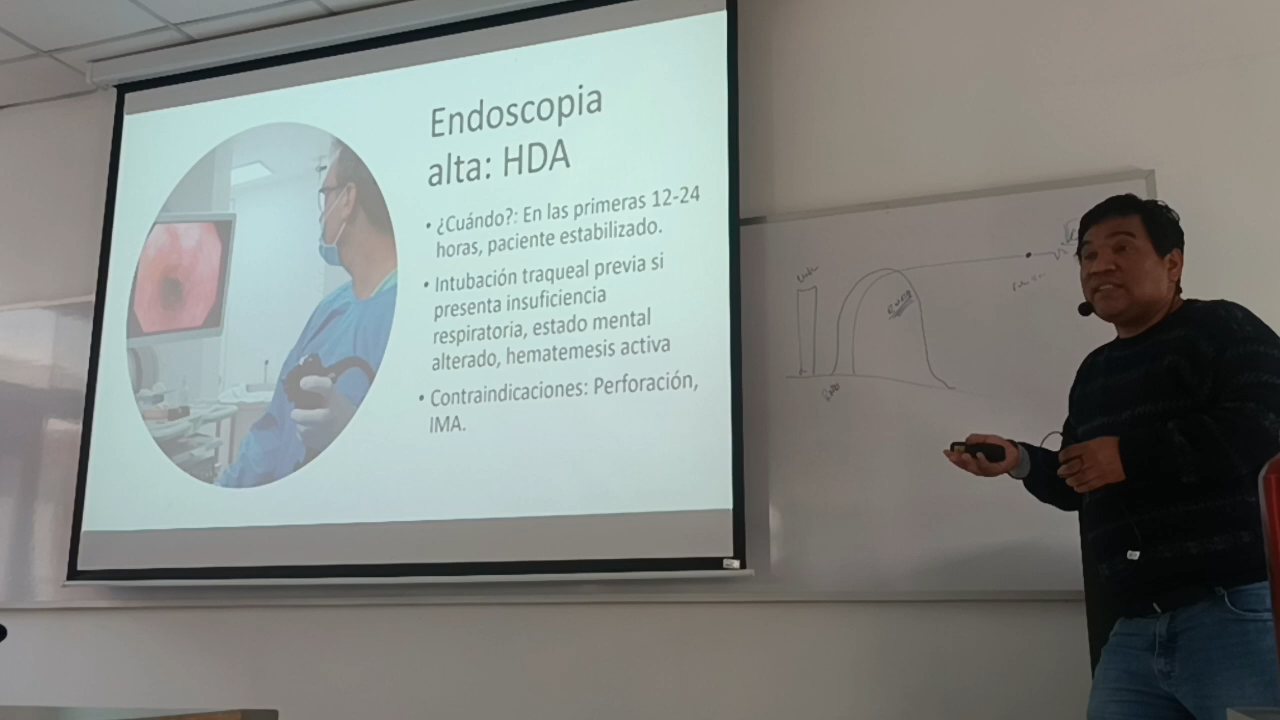 Endoscopia
alta: HDA
• ¿Cuándo?: En las primeras 12-24
horas, paciente estabilizado.
• Intubación traqueal previa si
presenta insuficiencia
respiratoria, estado mental
alterado, hematemesis activa
• Contraindicaciones: Perforación,
IMA.